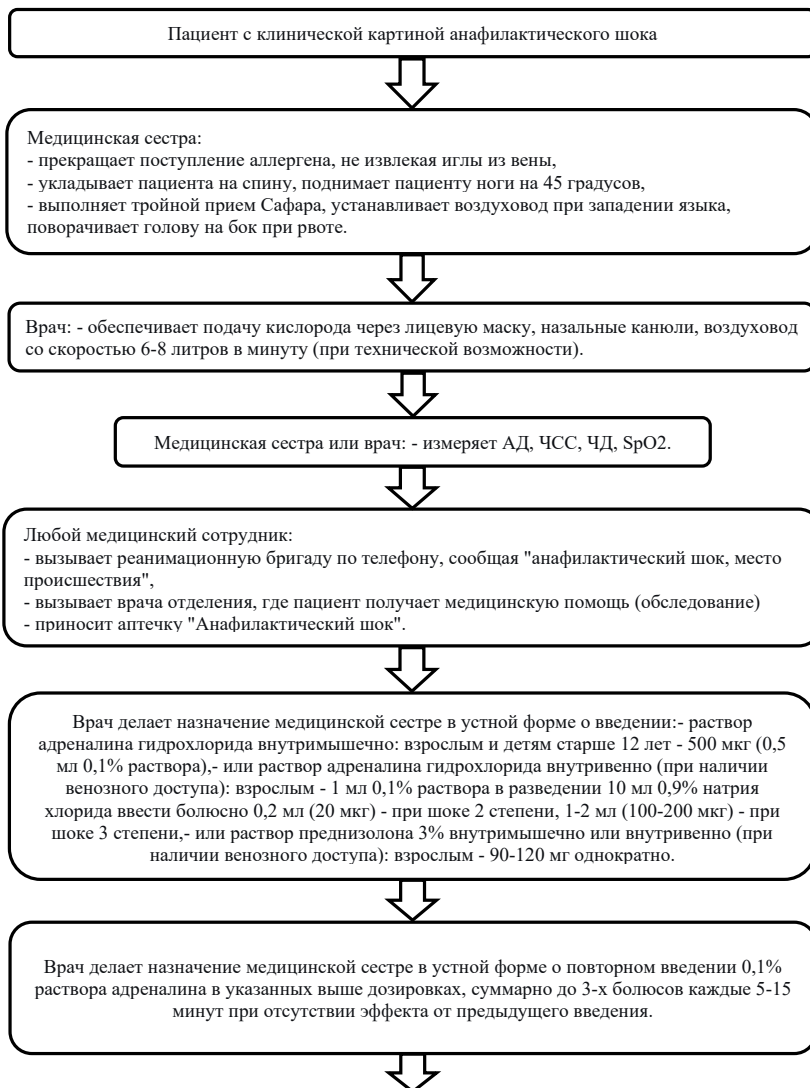 Пациент с клинической картиной анафилактического шока
Медицинская сестра:
- прекращает поступление аллергена, не извлекая иглы из вены,
- укладывает пациента на спину, поднимает пациенту ноги на 45 градусов,
- выполняет тройной прием Сафара, устанавливает воздуховод при западении языка,
поворачивает голову на бок при рвоте.
Врач: - обеспечивает подачу кислорода через лицевую маску, назальные канюли, воздуховод
со скоростью 6-8 литров в минуту (при технической возможности).
Медицинская сестра или врач: - измеряет АД, ЧСС, ЧД, SpO2.
Любой медицинский сотрудник:
- вызывает реанимационную бригаду по телефону, сообщая "анафилактический шок, место
происшествия",
- вызывает врача отделения, где пациент получает медицинскую помощь (обследование)
- приносит аптечку "Анафилактический шок".
Врач делает назначение медицинской сестре в устной форме о введении:- раствор
адреналина гидрохлорида внутримышечно: взрослым и детям старше 12 лет - 500 мкг (0,5
мл 0,1% раствора),- или раствор адреналина гидрохлорида внутривенно (при наличии
венозного доступа): взрослым - 1 мл 0,1% раствора в разведении 10 мл 0,9% натрия
хлорида ввести болюсно 0,2 мл (20 мкг) - при шоке 2 степени, 1-2 мл (100-200 мкг) - при
шоке 3 степени,- или раствор преднизолона 3% внутримышечно или внутривенно (при
наличии венозного доступа): взрослым - 90-120 мг однократно.
Врач делает назначение медицинской сестре в устной форме о повторном введении 0,1%
раствора адреналина в указанных выше дозировках, суммарно до 3-х болюсов каждые 5-15
минут при отсутствии эффекта от предыдущего введения.